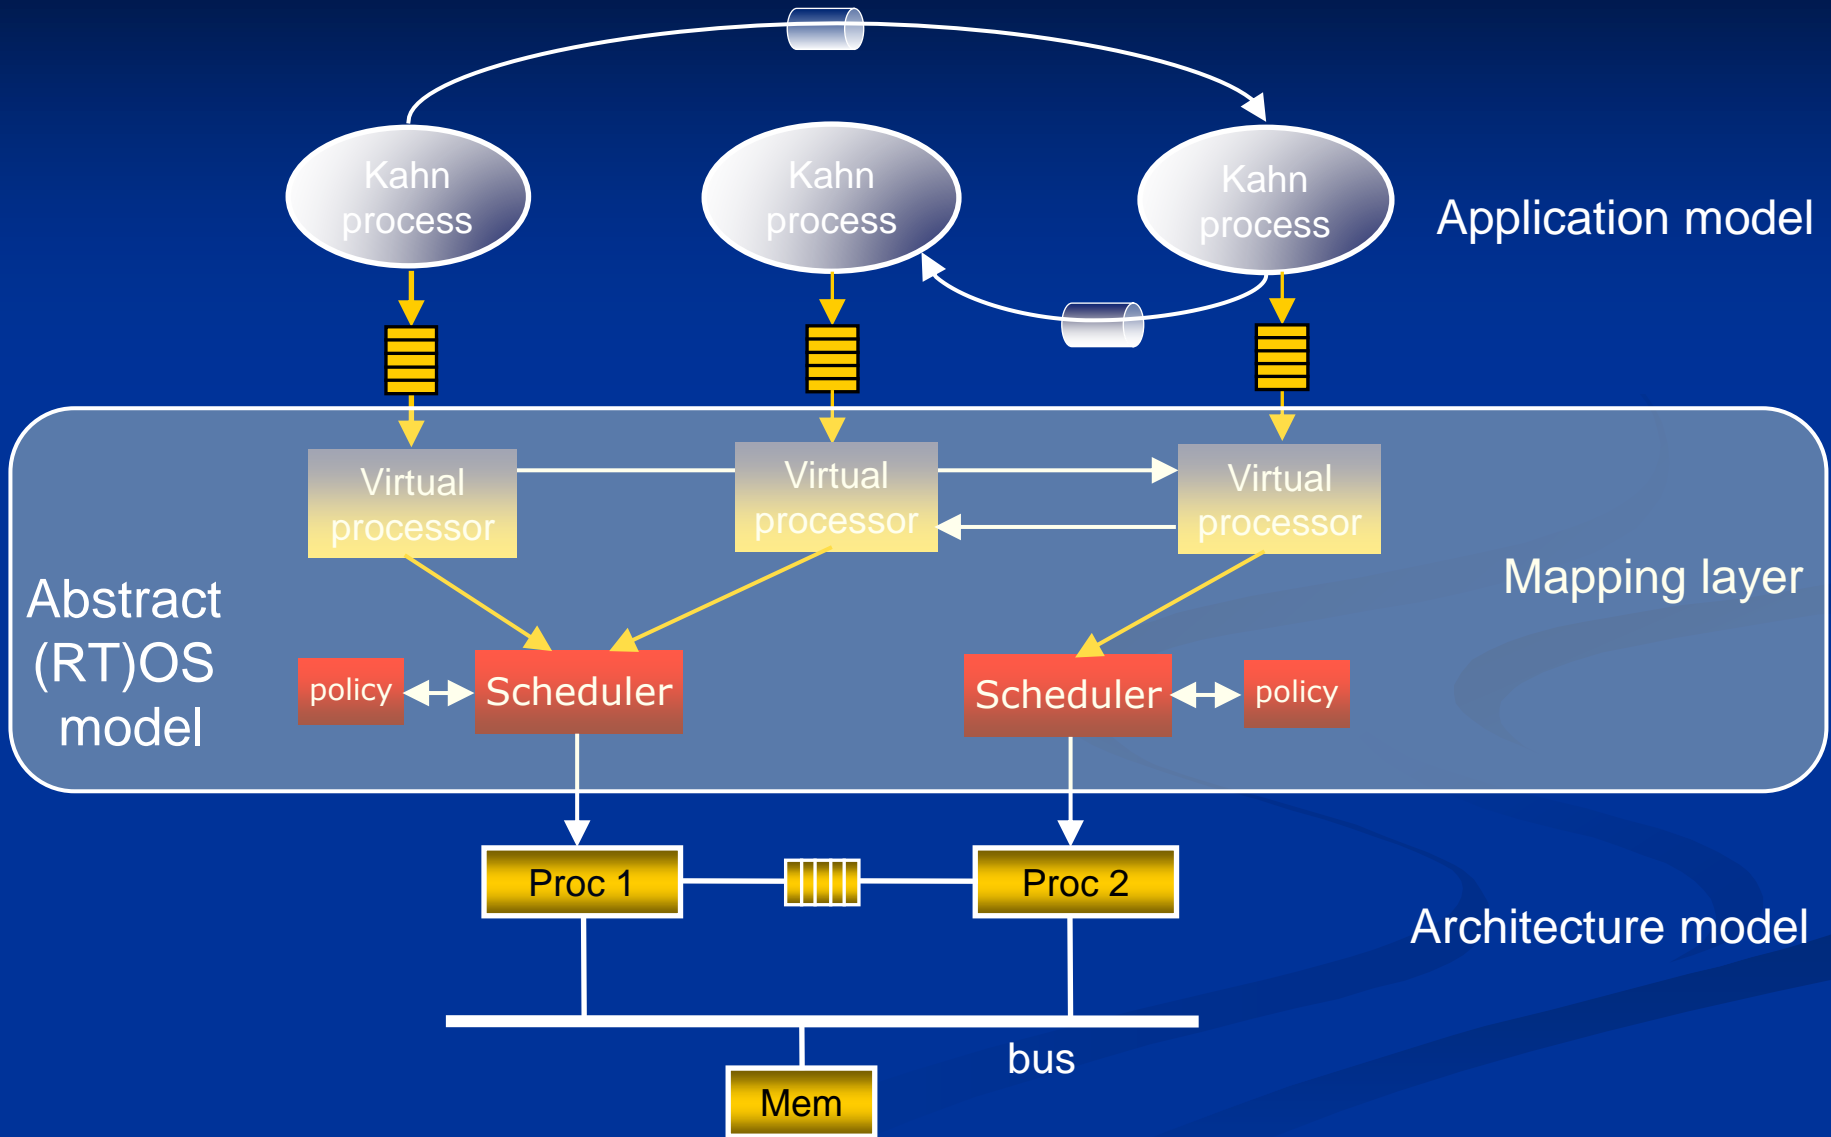 Kahn
process
Kahn
process
Kahn
process
Application model
Virtual
processor
Virtual
processor
Virtual
processor
Mapping layer
Abstract
(RT)OS
model
policy
Scheduler
Scheduler
policy
Proc 1
Proc 2
Architecture model
bus
Mem